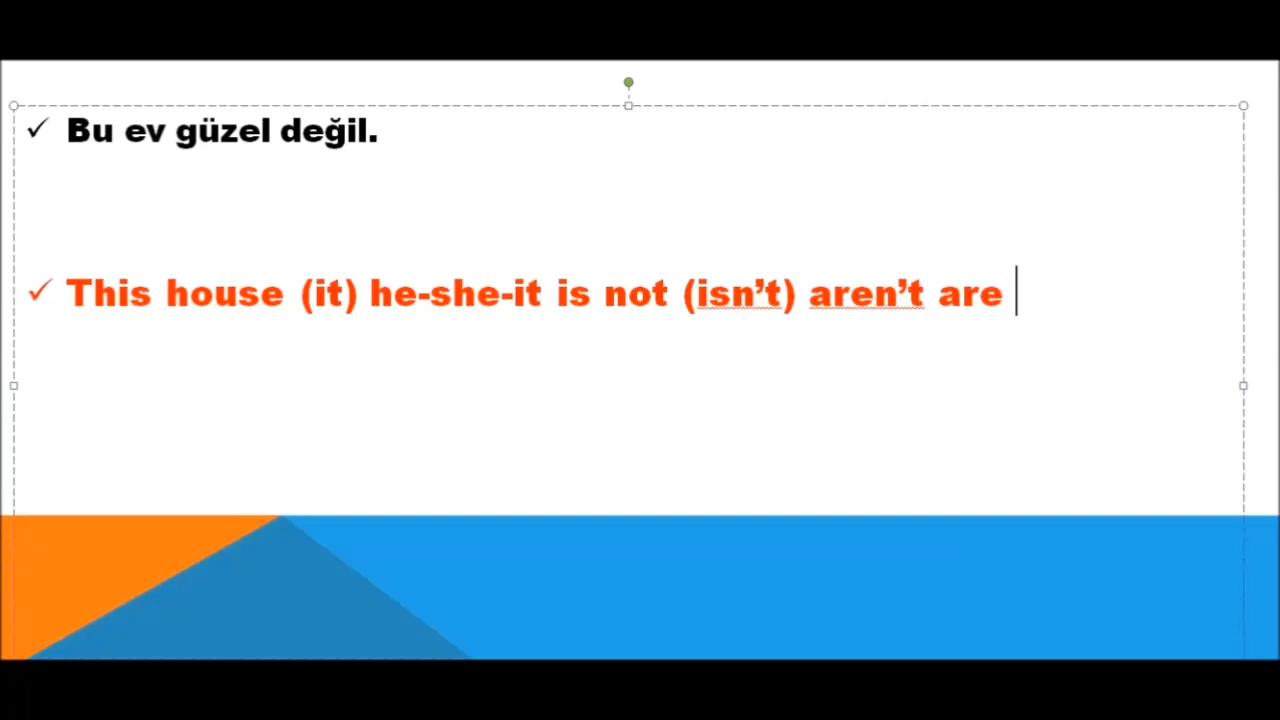 Bu ev güzel değil.
This house (it) he-she-it is not (isn’t) aren’t are